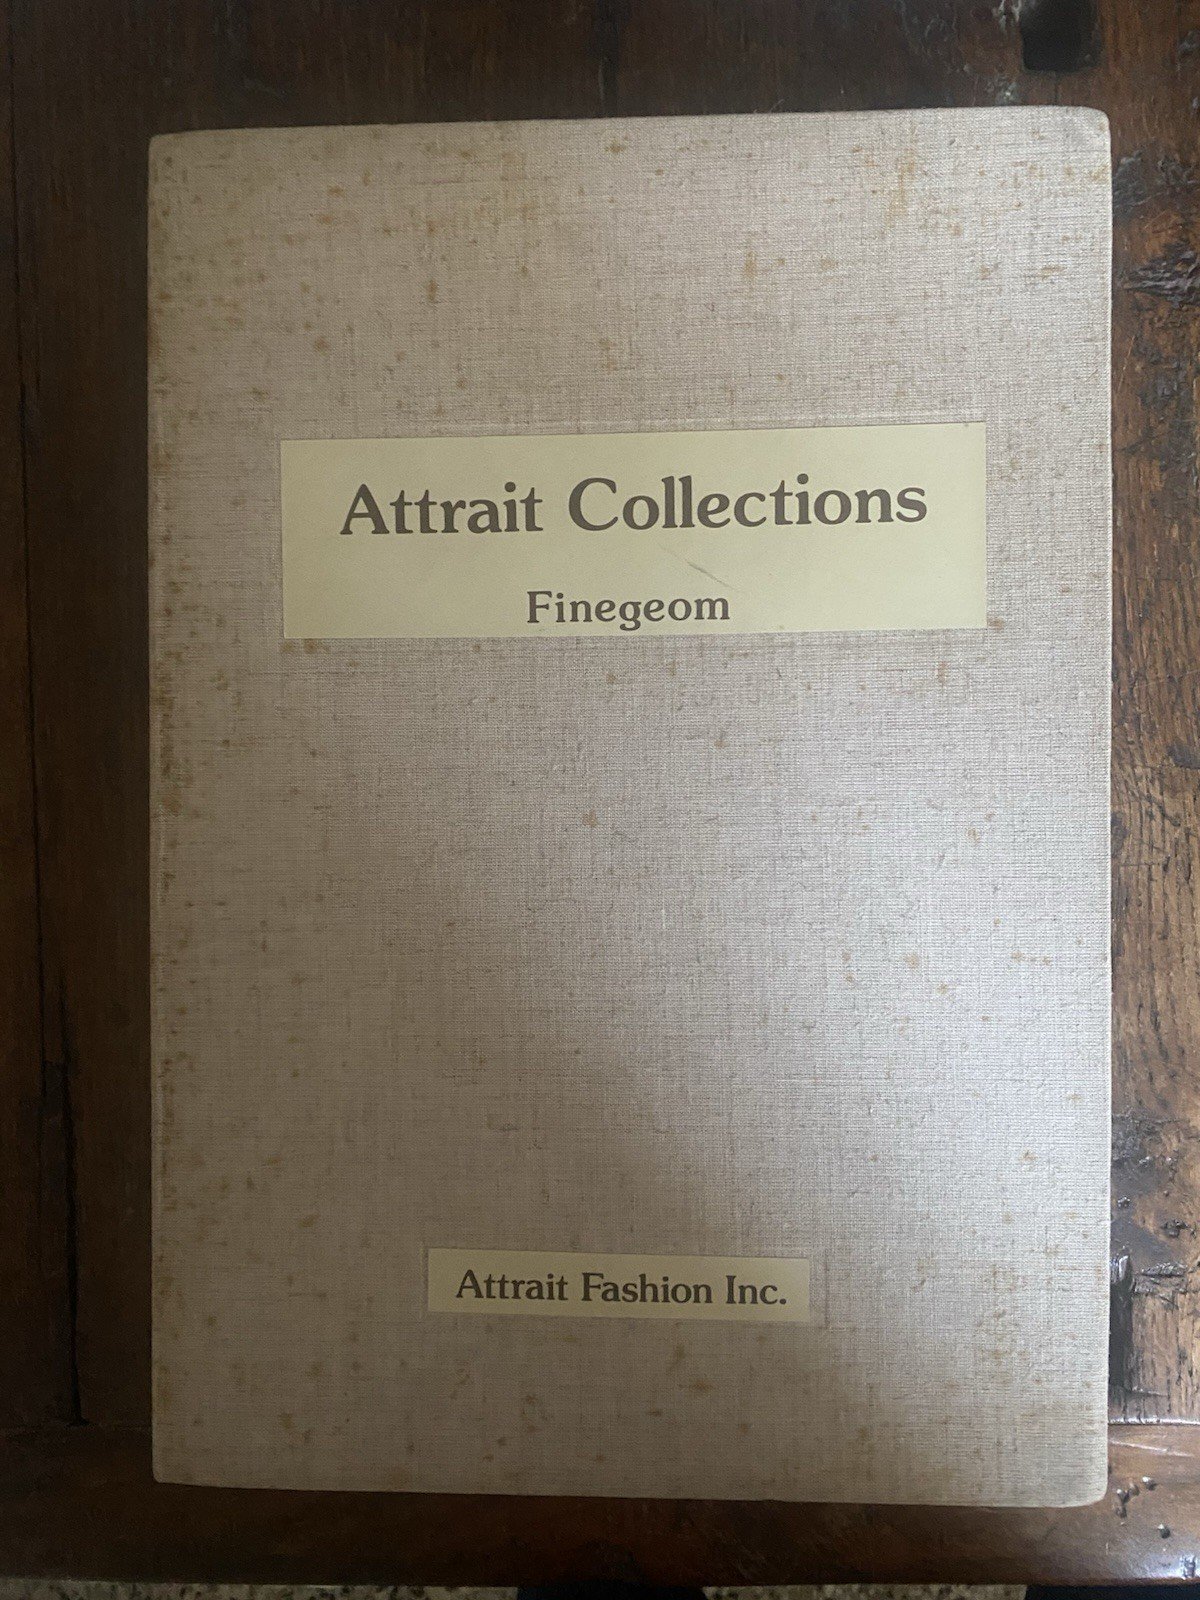 Attrait Collections
Finegeom
Attrait Fashion Inc.